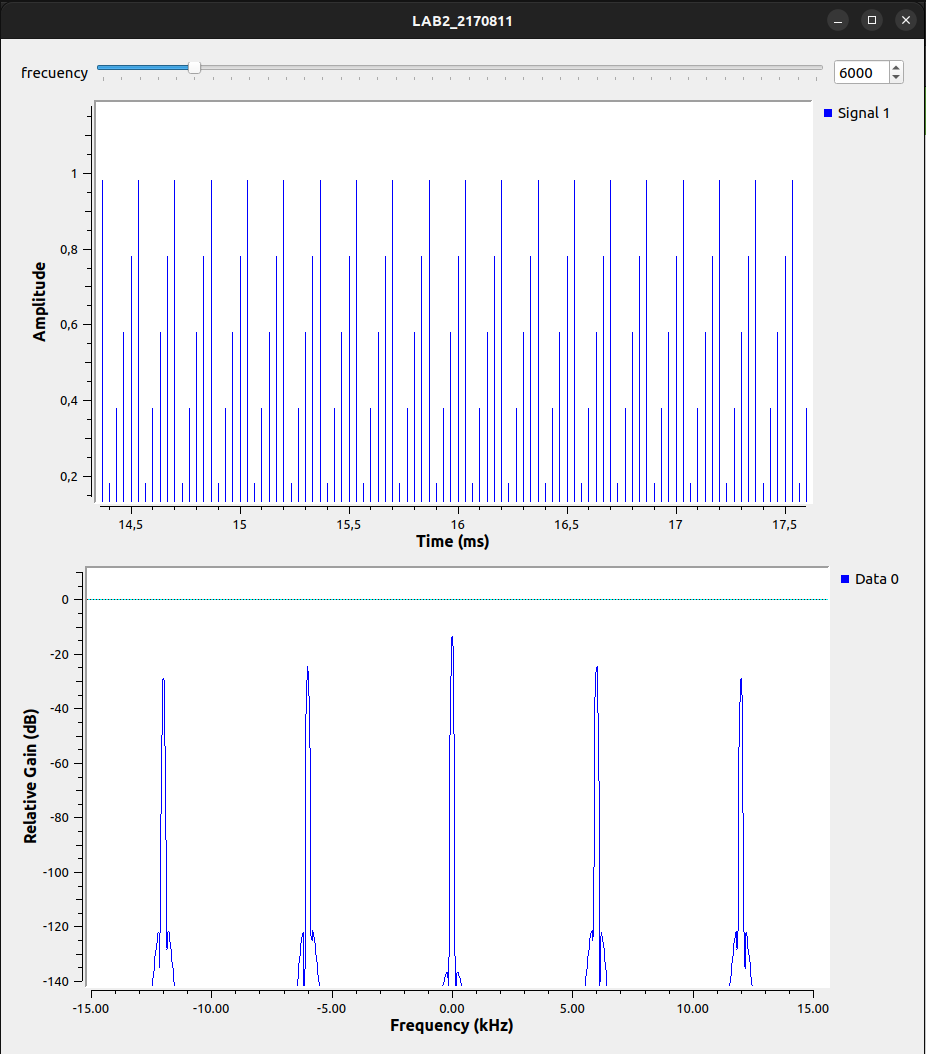 LAB2_2170811
frecuency 6000
Signal 1
Amplitude
1
0,8
0,6
0,4
0,2
14,5 15 15,5 16 16,5 17 17,5
Time (ms)
Data 0
Relative Gain (dB)
0
-20
-40
-60
-80
-100
-120
-140
-15.00 -10.00 -5.00 0.00 5.00 10.00 15.00
Frequency (kHz)